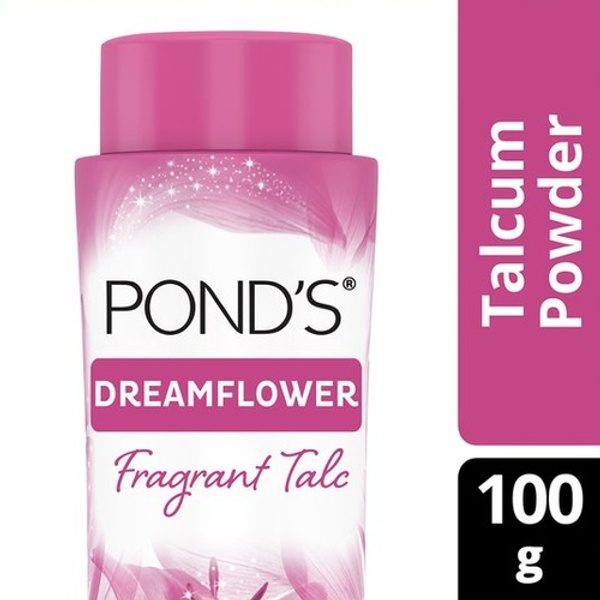 POND'S®
DREAMFLOWER
Fragrant Talc
Talcum
Powder
100
g